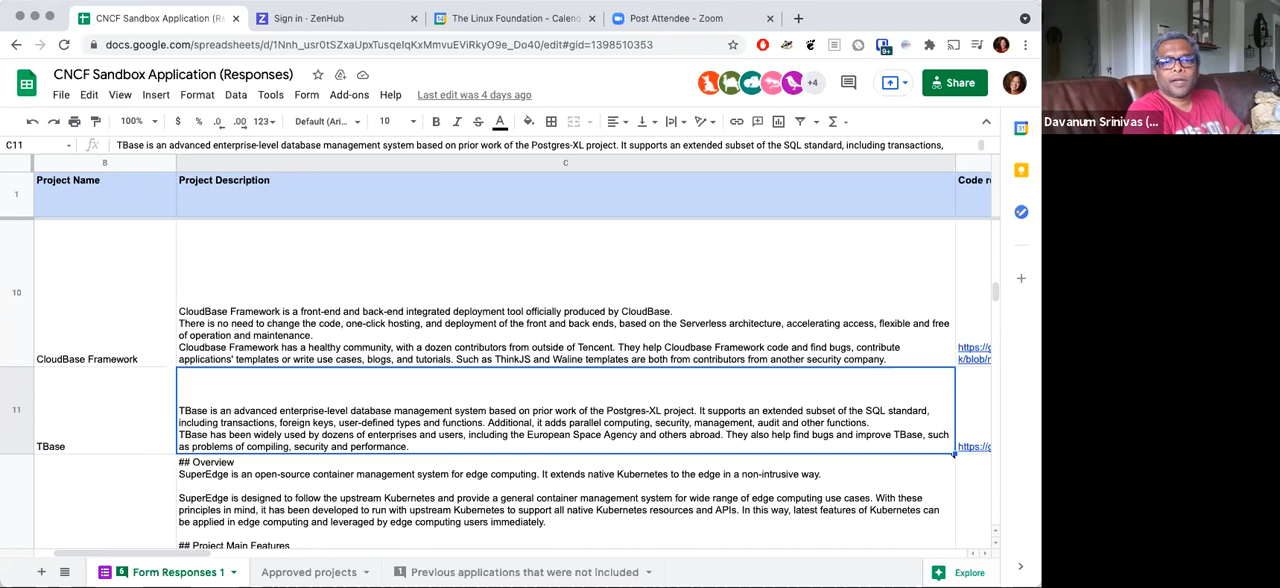 CNCF Sandbox Application (Re
Sign in · ZenHub
The Linux Foundation - Calen
Post Attendee - Zoom
docs.google.com/spreadsheets/d/1Nnh_usr0tSZxaUpxTusqeIqKxMmvuEViRkyO9e_Do40/edit#gid=1398510353
9+
CNCF Sandbox Application (Responses)
File Edit View Insert Format Data Tools Form Add-ons Help Last edit was 4 days ago
+4
Share
100% $ % .0 .00 123 Default (Ari... 10 B I S A
C11 fx TBase is an advanced enterprise-level database management system based on prior work of the Postgres-XL project. It supports an extended subset of the SQL standard, including transactions,
B C
1 Project Name Project Description Code r
10
CloudBase Framework is a front-end and back-end integrated deployment tool officially produced by CloudBase.
There is no need to change the code, one-click hosting, and deployment of the front and back ends, based on the Serverless architecture, accelerating access, flexible and free
of operation and maintenance.
CloudBase Framework has a healthy community, with a dozen contributors from outside of Tencent. They help Cloudbase Framework code and find bugs, contribute
applications' templates or write use cases, blogs, and tutorials. Such as ThinkJS and Waline templates are both from contributors from another security company.
CloudBase Framework
https://g
k/blob/r
11
TBase is an advanced enterprise-level database management system based on prior work of the Postgres-XL project. It supports an extended subset of the SQL standard,
including transactions, foreign keys, user-defined types and functions. Additional, it adds parallel computing, security, management, audit and other functions.
TBase has been widely used by dozens of enterprises and users, including the European Space Agency and others abroad. They also help find bugs and improve TBase, such
as problems of compiling, security and performance.
TBase
https://g
## Overview
SuperEdge is an open-source container management system for edge computing. It extends native Kubernetes to the edge in a non-intrusive way.
SuperEdge is designed to follow the upstream Kubernetes and provide a general container management system for wide range of edge computing use cases. With these
principles in mind, it has been developed to run with upstream Kubernetes to support all native Kubernetes resources and APIs. In this way, latest features of Kubernetes can
be applied in edge computing and leveraged by edge computing users immediately.
## Project Main Features
6 Form Responses 1
Approved projects
1 Previous applications that were not included
Explore
Davanum Srinivas (...